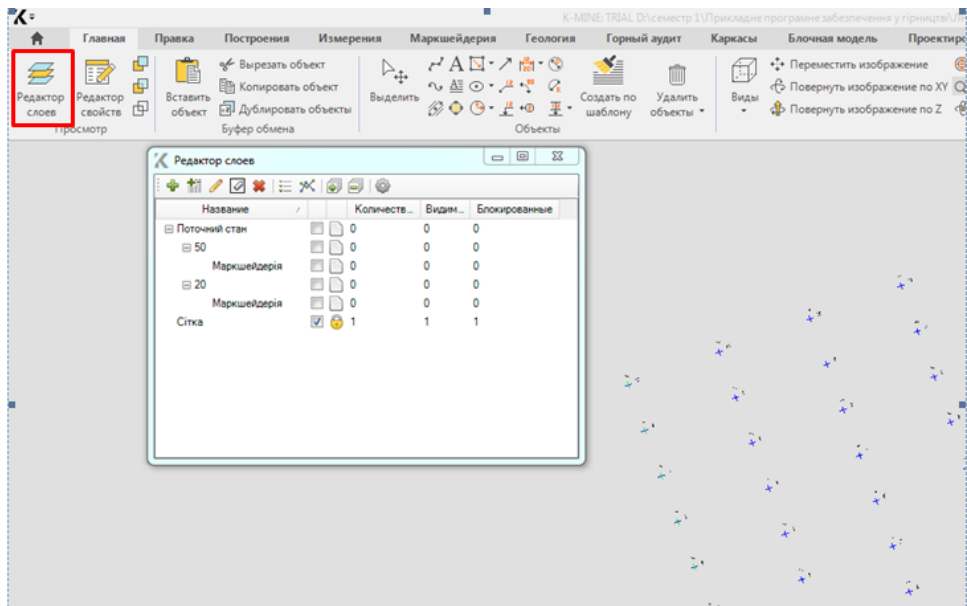 K-MINE: TRIAL D:\семестр 1\Прикладне програмне забезпечення у гірництві\Лі
Главная Правка Построения Измерения Маркшейдерия Геология Горный аудит Каркасы Блочная модель Проектиро
Редактор слоев
Редактор свойств
Просмотр
Вставить объект
Вырезать объект
Копировать объект
Дублировать объекты
Буфер обмена
Выделить
Объекты
Создать по шаблону
Удалить объекты
Виды
Переместить изображение
Повернуть изображение по XY
Повернуть изображение по Z
Редактор слоев
Название Количеств... Видим... Блокированные
Поточний стан 0 0 0
50 0 0 0
Маркшейдерія 0 0 0
20 0 0 0
Маркшейдерія 0 0 0
Сітка 1 1 1